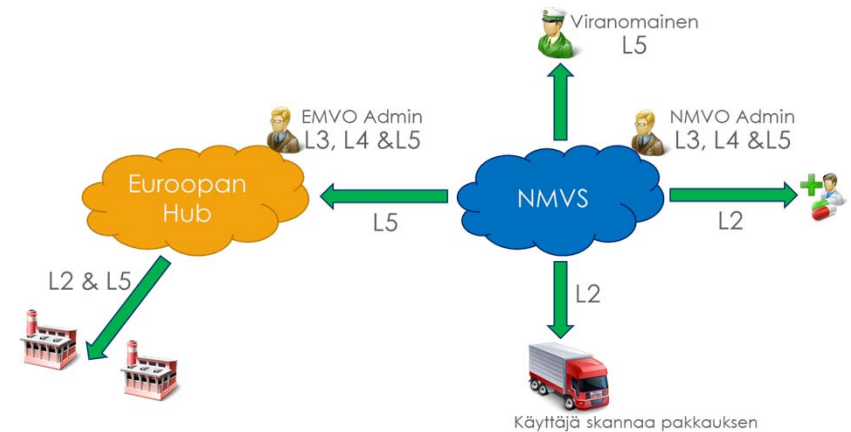 Viranomainen
L5
EMVO Admin
L3, L4 &L5
NMVO Admin
L3, L4 &L5
Euroopan
Hub
NMVS
L5
L2
L2 & L5
L2
Käyttäjä skannaa pakkauksen